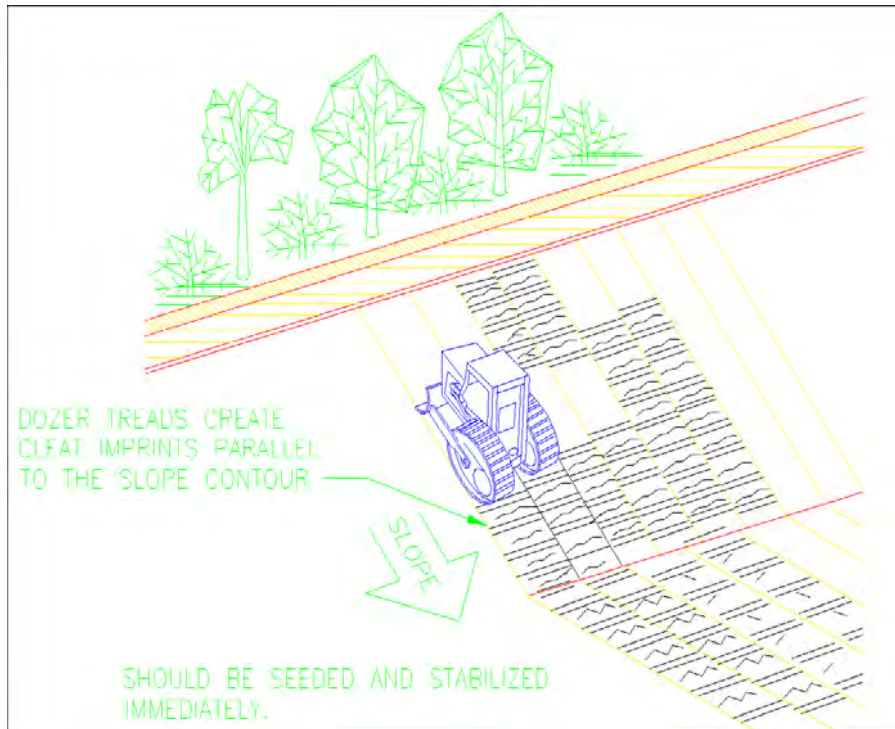 DOZER TREADS CREATE
CLEAT IMPRINTS PARALLEL
TO THE SLOPE CONTOUR
SLOPE
SHOULD BE SEEDED AND STABILIZED
IMMEDIATELY.